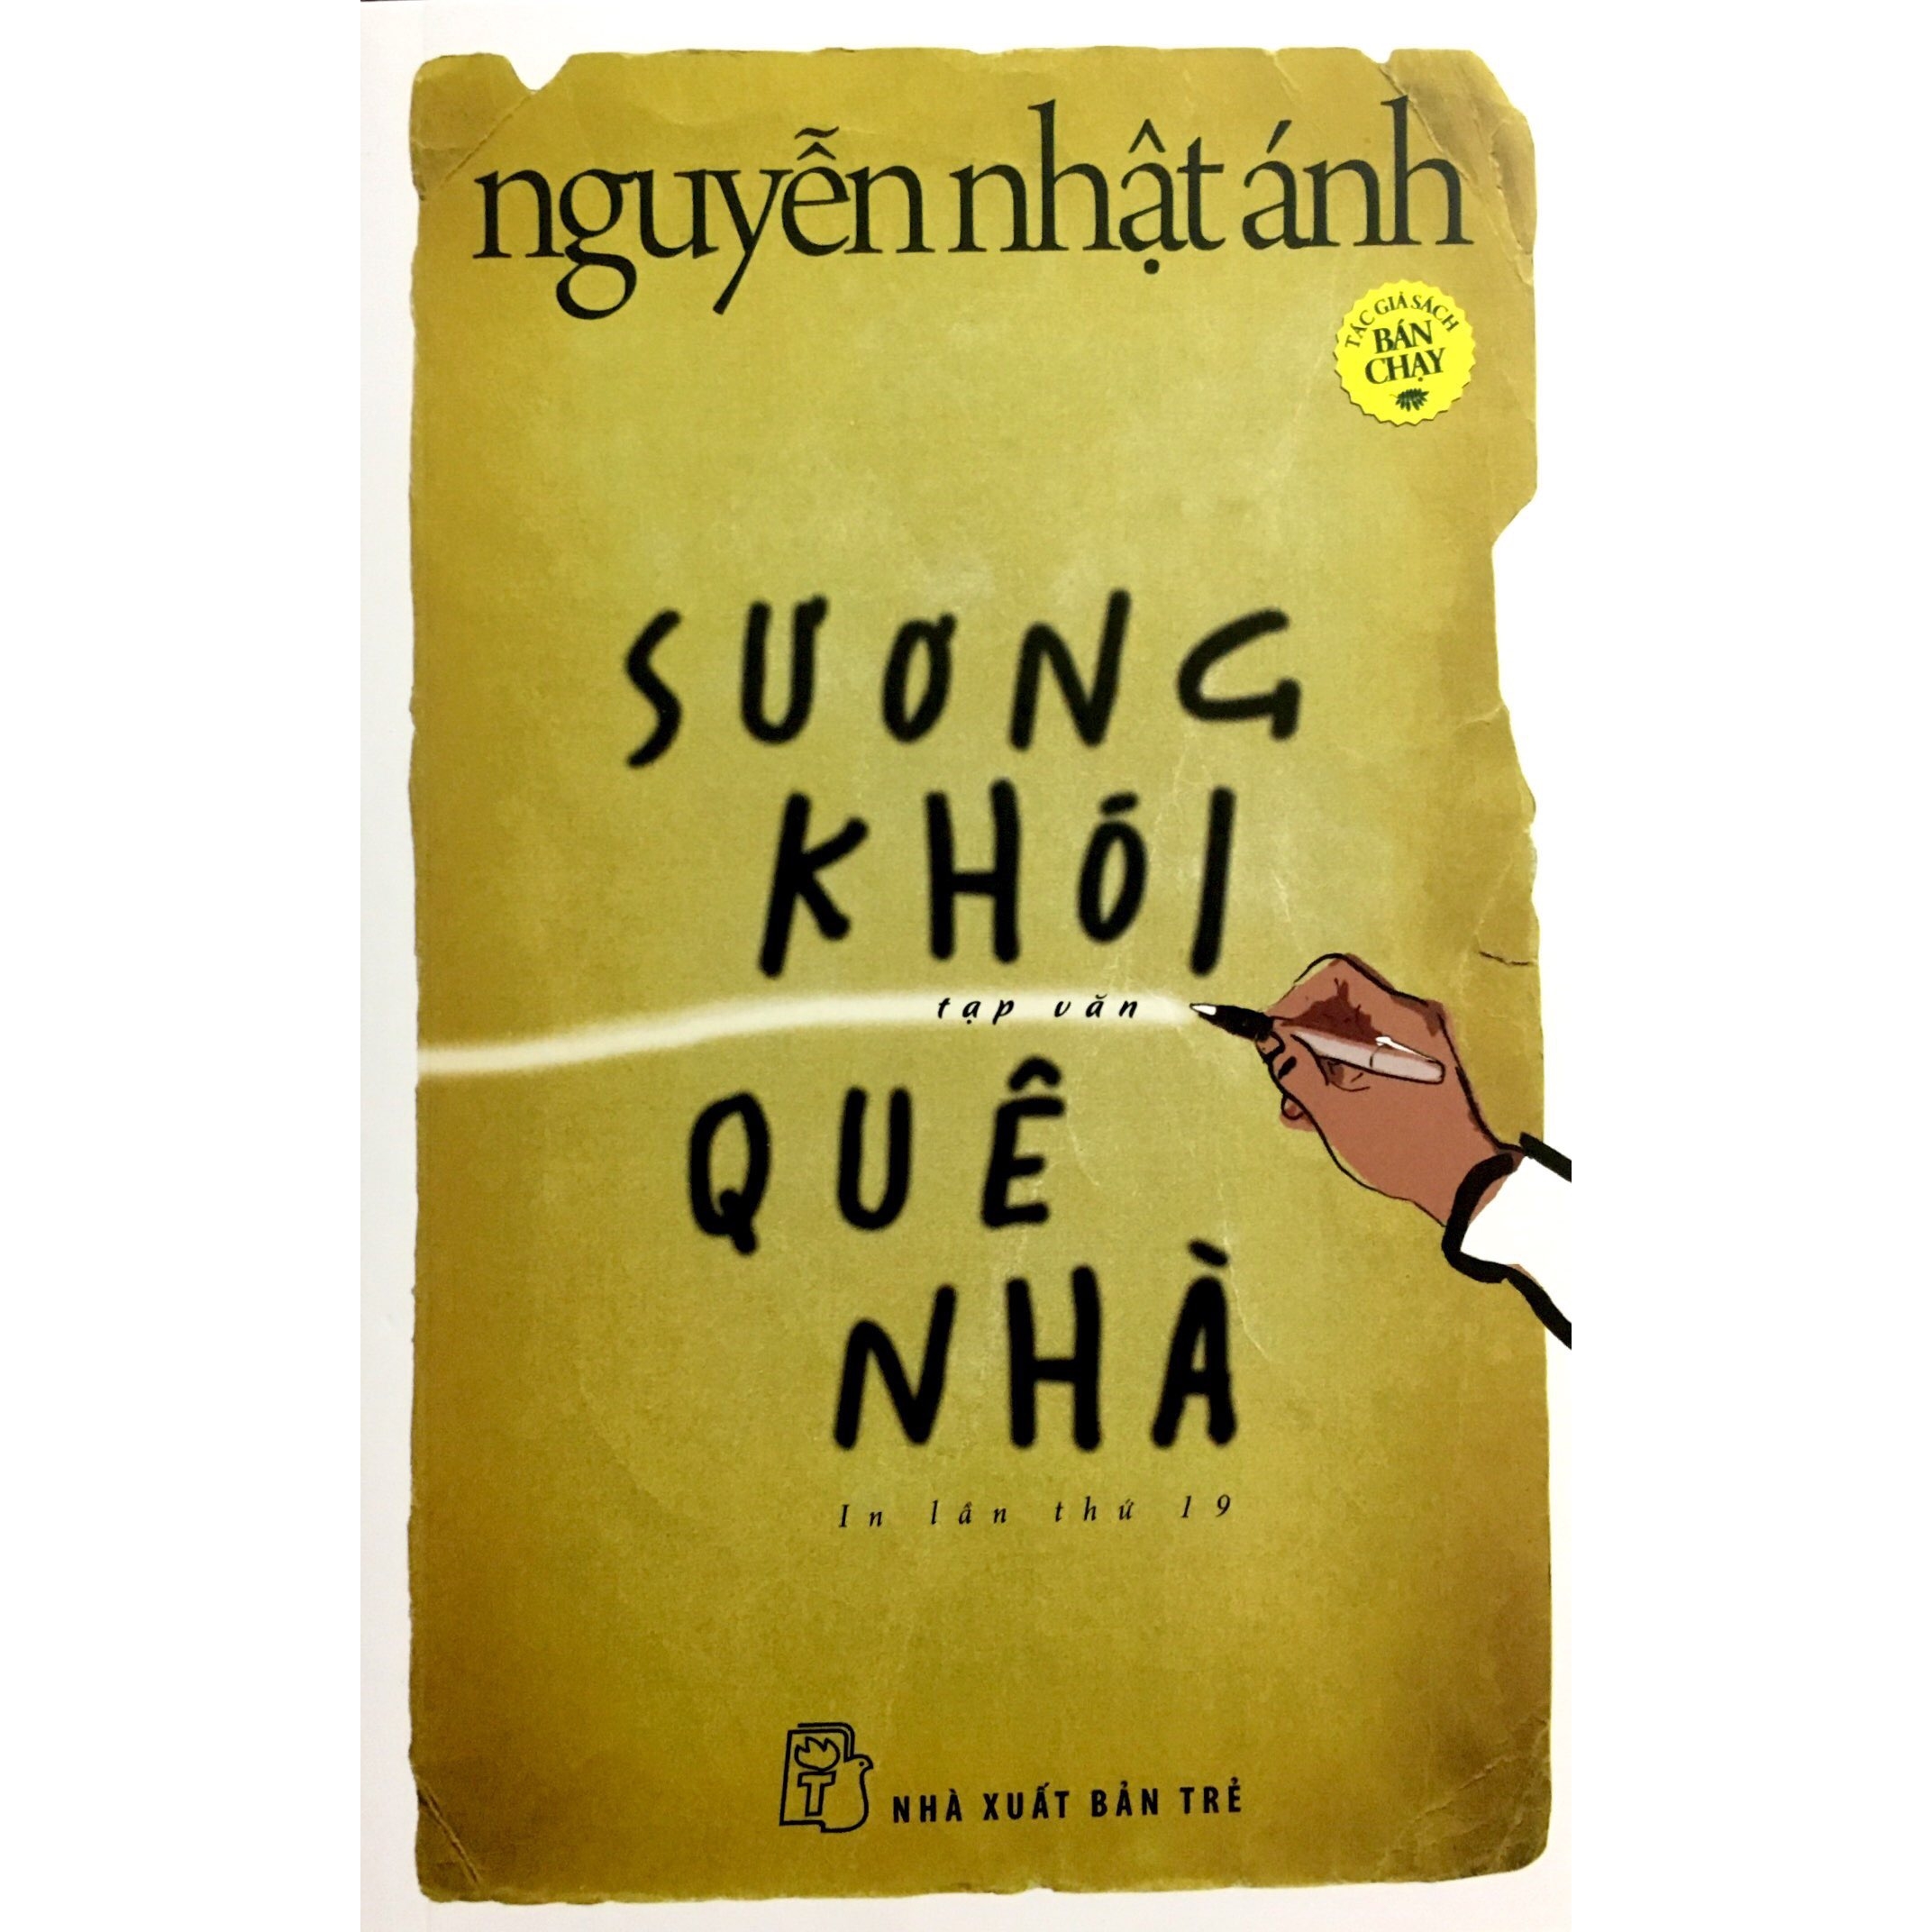 nguyễn nhật ánh
TÁC GIẢ SÁCH
BÁN
CHẠY
SƯƠNG
KHÓI
tạp văn
QUÊ
NHÀ
In lần thứ 19
T
NHÀ XUẤT BẢN TRẺ